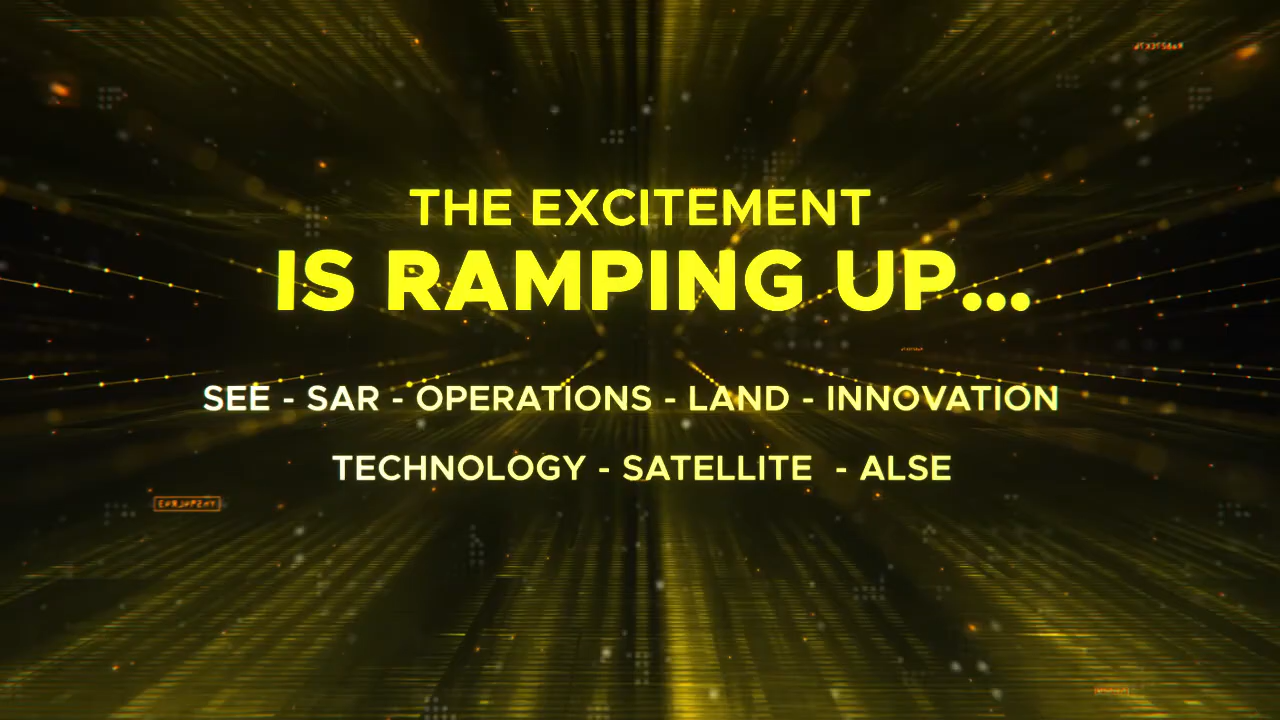 THE EXCITEMENT
IS RAMPING UP...
SEE - SAR - OPERATIONS - LAND - INNOVATION
TECHNOLOGY - SATELLITE - ALSE